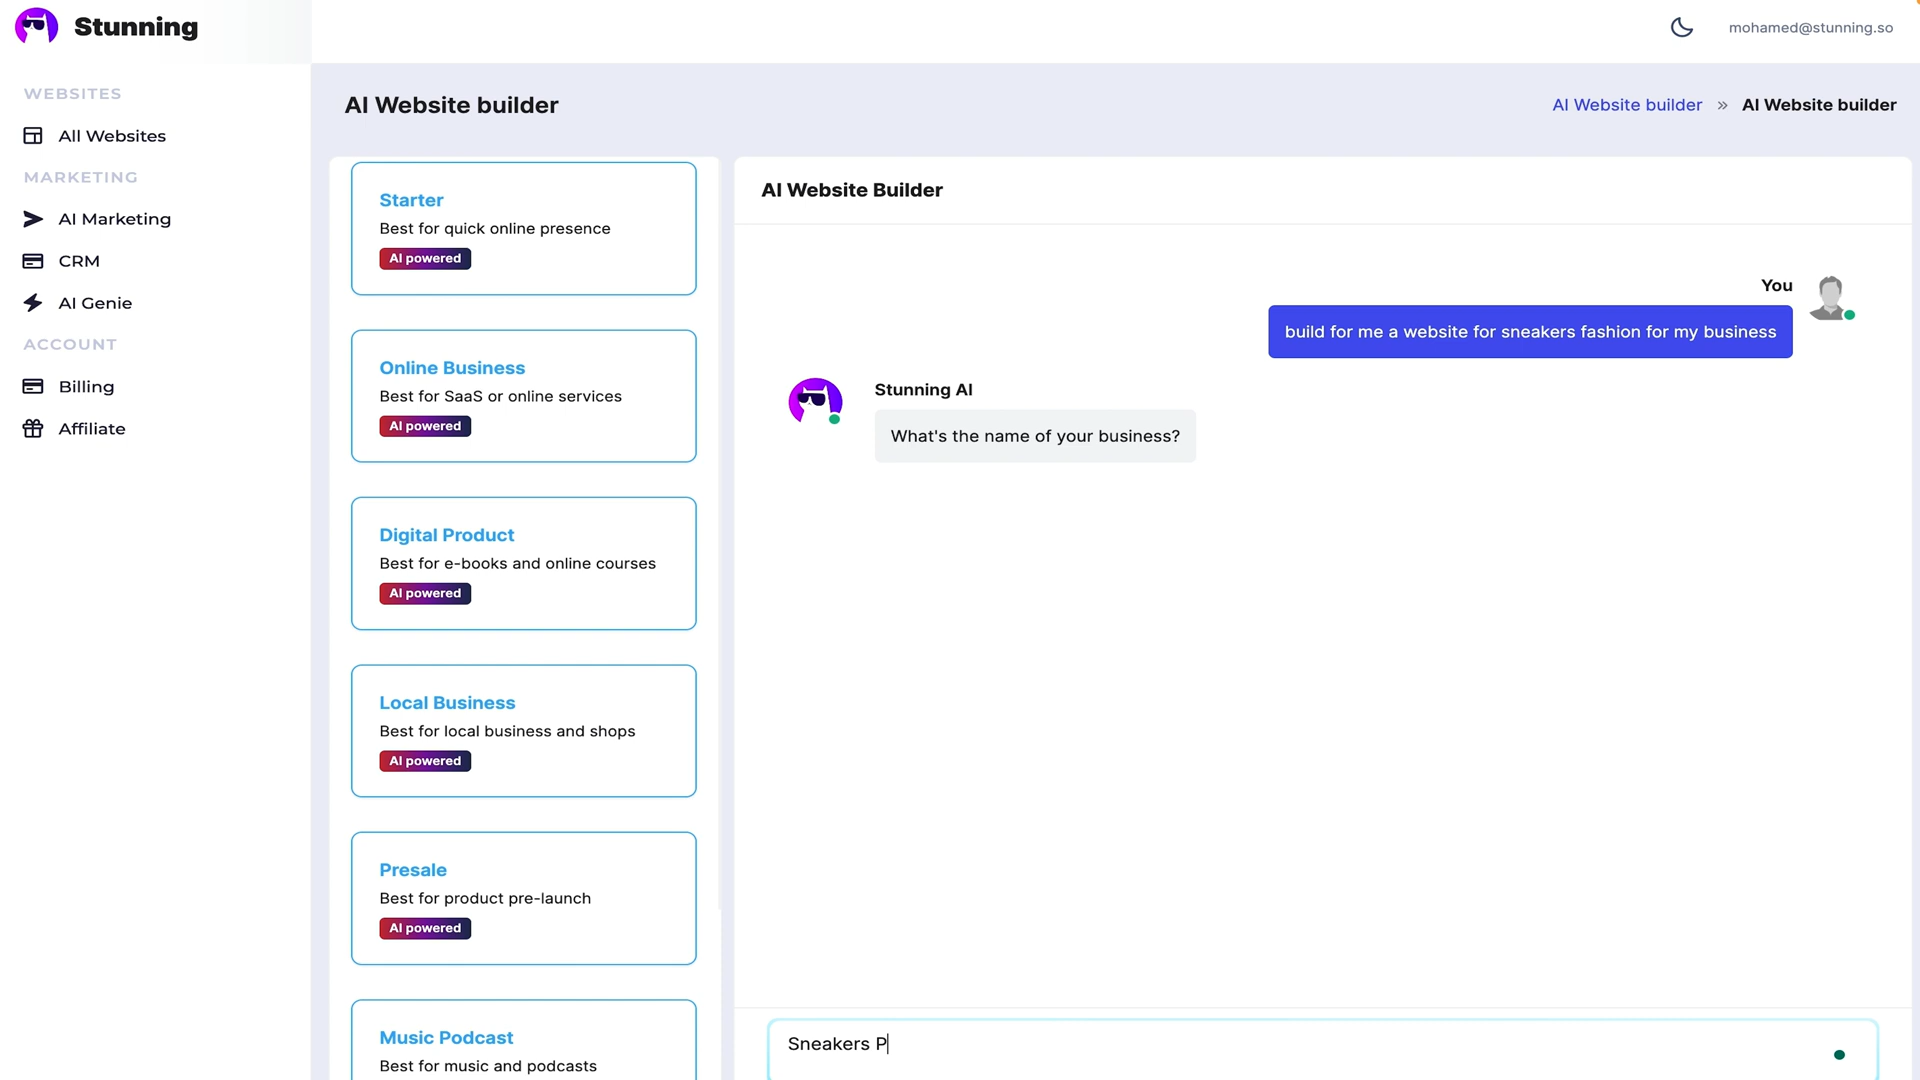 Stunning
mohamed@stunning.so
WEBSITES
All Websites
MARKETING
AI Marketing
CRM
AI Genie
ACCOUNT
Billing
Affiliate
AI Website builder
AI Website builder » AI Website builder
Starter
Best for quick online presence
AI powered
Online Business
Best for SaaS or online services
AI powered
Digital Product
Best for e-books and online courses
AI powered
Local Business
Best for local business and shops
AI powered
Presale
Best for product pre-launch
AI powered
Music Podcast
Best for music and podcasts
AI Website Builder
You
build for me a website for sneakers fashion for my business
Stunning AI
What's the name of your business?
Sneakers P